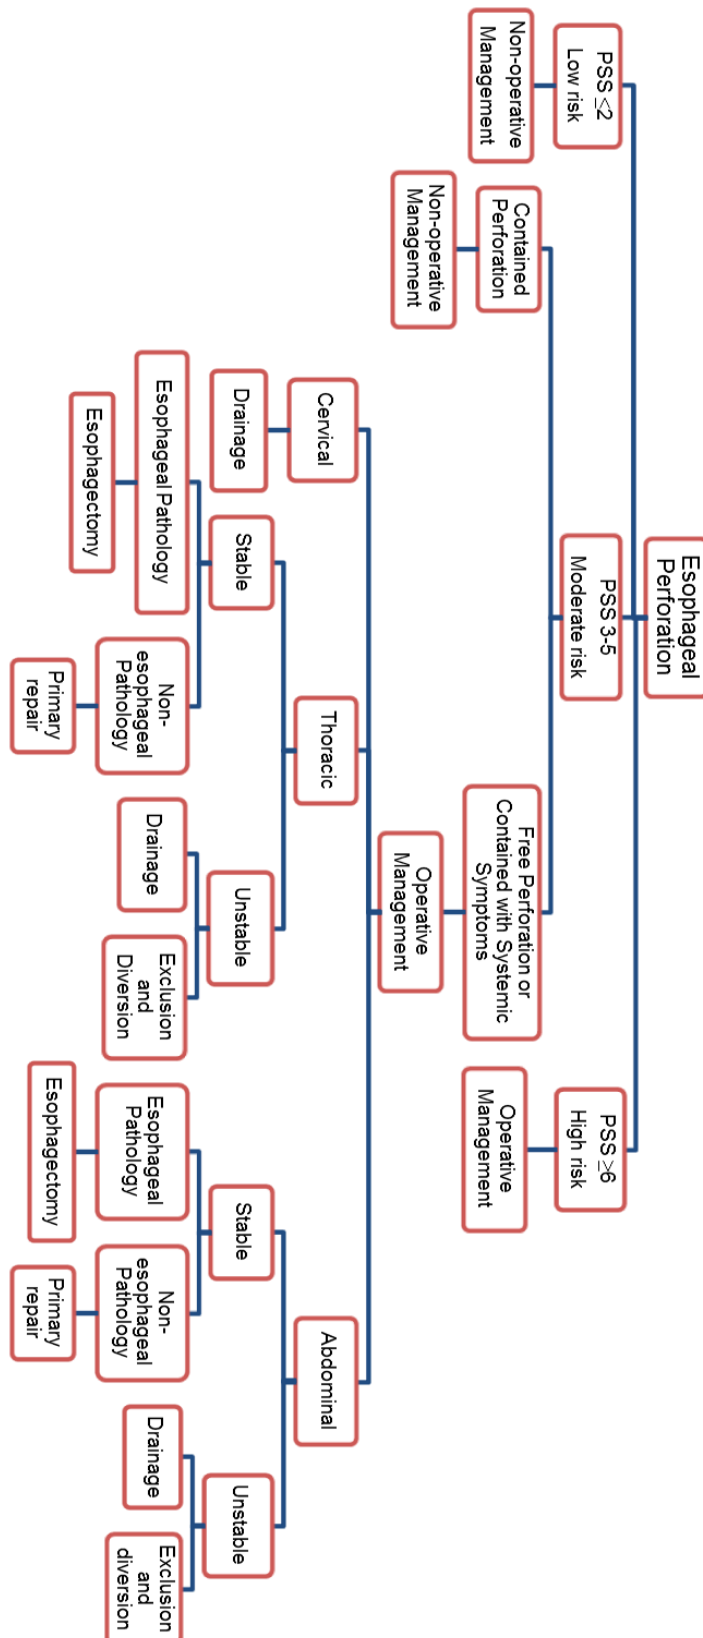 Esophageal
Perforation
PSS ≤2
Low risk
PSS 3-5
Moderate risk
PSS ≥6
High risk
Non-operative
Management
Contained
Perforation
Free Perforation or
Contained with Systemic
Symptoms
Operative
Management
Non-operative
Management
Operative
Management
Cervical
Thoracic
Abdominal
Drainage
Stable
Unstable
Stable
Unstable
Esophageal Pathology
Non-
esophageal
Pathology
Drainage
Exclusion
and
Diversion
Esophageal
Pathology
Non-
esophageal
Pathology
Drainage
Exclusion
and
diversion
Esophagectomy
Primary
repair
Esophagectomy
Primary
repair